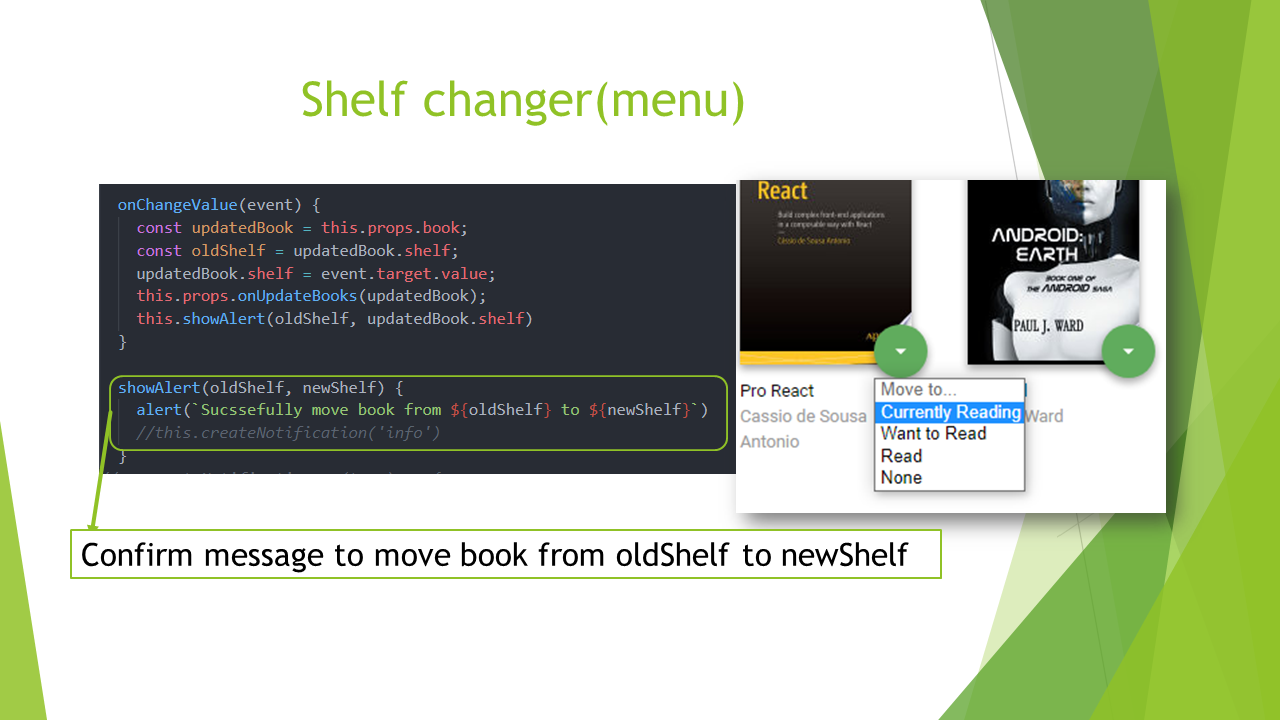 Shelf changer(menu)
onChangeValue(event) {
const updatedBook = this.props.book;
const oldShelf = updatedBook.shelf;
updatedBook.shelf = event.target.value;
this.props.onUpdateBooks(updatedBook);
this.showAlert(oldShelf, updatedBook.shelf)
}
showAlert(oldShelf, newShelf) {
alert(`Sucssefully move book from ${oldShelf} to ${newShelf}`)
//this.createNotification('info')
}
React
Build complex front-end applications
in a composable way with React
Cássio de Sousa Antonio
Pro React
Cassio de Sousa
Antonio
ANDROID:
EARTH
BOOK ONE OF
THE ANDROID SAGA
PAUL J. WARD
Ward
Move to...
Currently Reading
Want to Read
Read
None
Confirm message to move book from oldShelf to newShelf